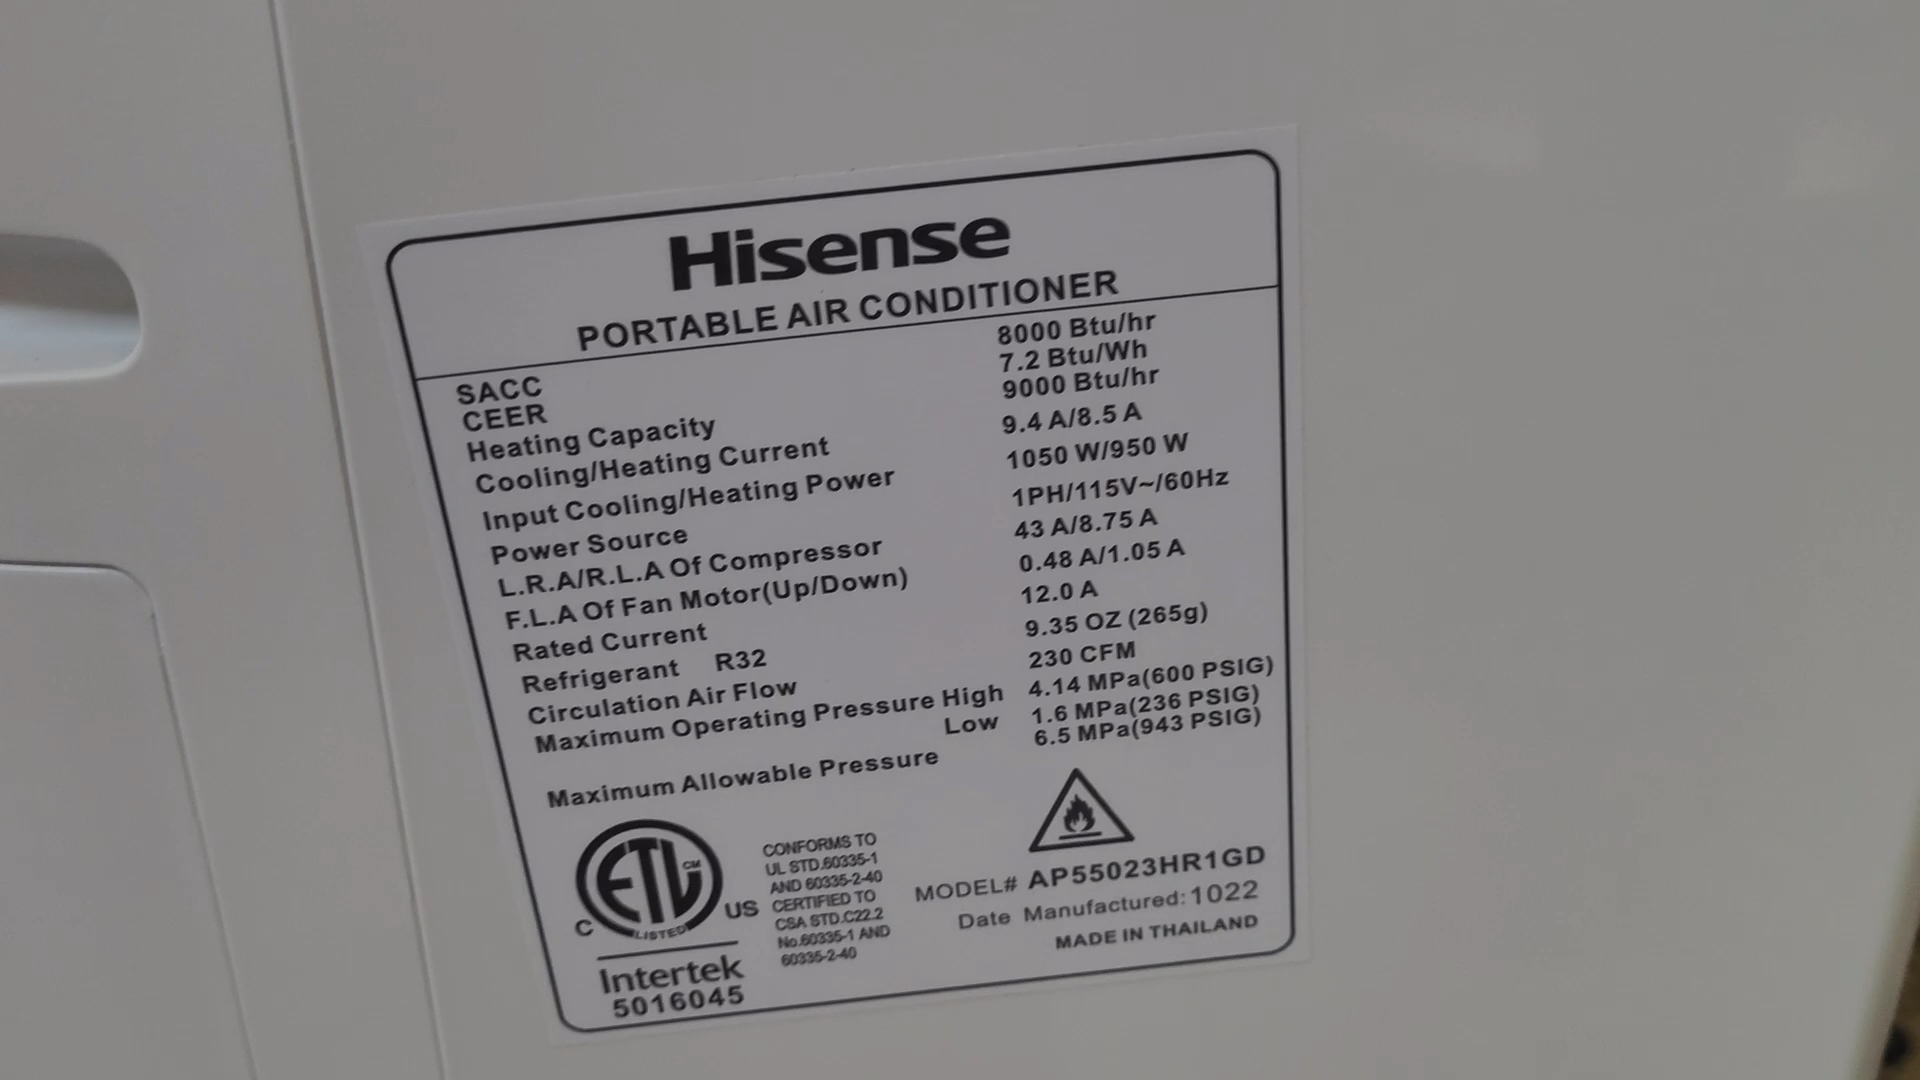 Hisense
PORTABLE AIR CONDITIONER
SACC 8000 Btu/hr
CEER 7.2 Btu/Wh
Heating Capacity 9000 Btu/hr
Cooling/Heating Current 9.4 A/8.5 A
Input Cooling/Heating Power 1050 W/950 W
Power Source 1PH/115V~/60Hz
L.R.A/R.L.A Of Compressor 43 A/8.75 A
F.L.A Of Fan Motor(Up/Down) 0.48 A/1.05 A
Rated Current 12.0 A
Refrigerant R32 9.35 OZ (265g)
Circulation Air Flow 230 CFM
Maximum Operating Pressure High 4.14 MPa(600 PSIG)
Low 1.6 MPa(236 PSIG)
Maximum Allowable Pressure 6.5 MPa(943 PSIG)
ETL CM
C US
LISTED
Intertek
5016045
CONFORMS TO
UL STD.60335-1
AND 60335-2-40
CERTIFIED TO
CSA STD.C22.2
No.60335-1 AND
60335-2-40
MODEL# AP55023HR1GD
Date Manufactured: 1022
MADE IN THAILAND